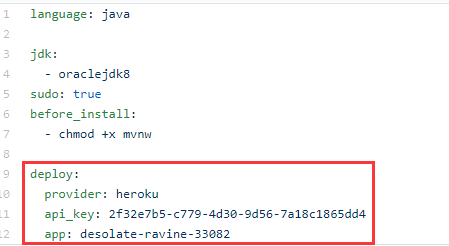 1 language: java
2
3 jdk:
4 - oraclejdk8
5 sudo: true
6 before_install:
7 - chmod +x mvnw
8
9 deploy:
10 provider: heroku
11 api_key: 2f32e7b5-c779-4d30-9d56-7a18c1865dd4
12 app: desolate-ravine-33082